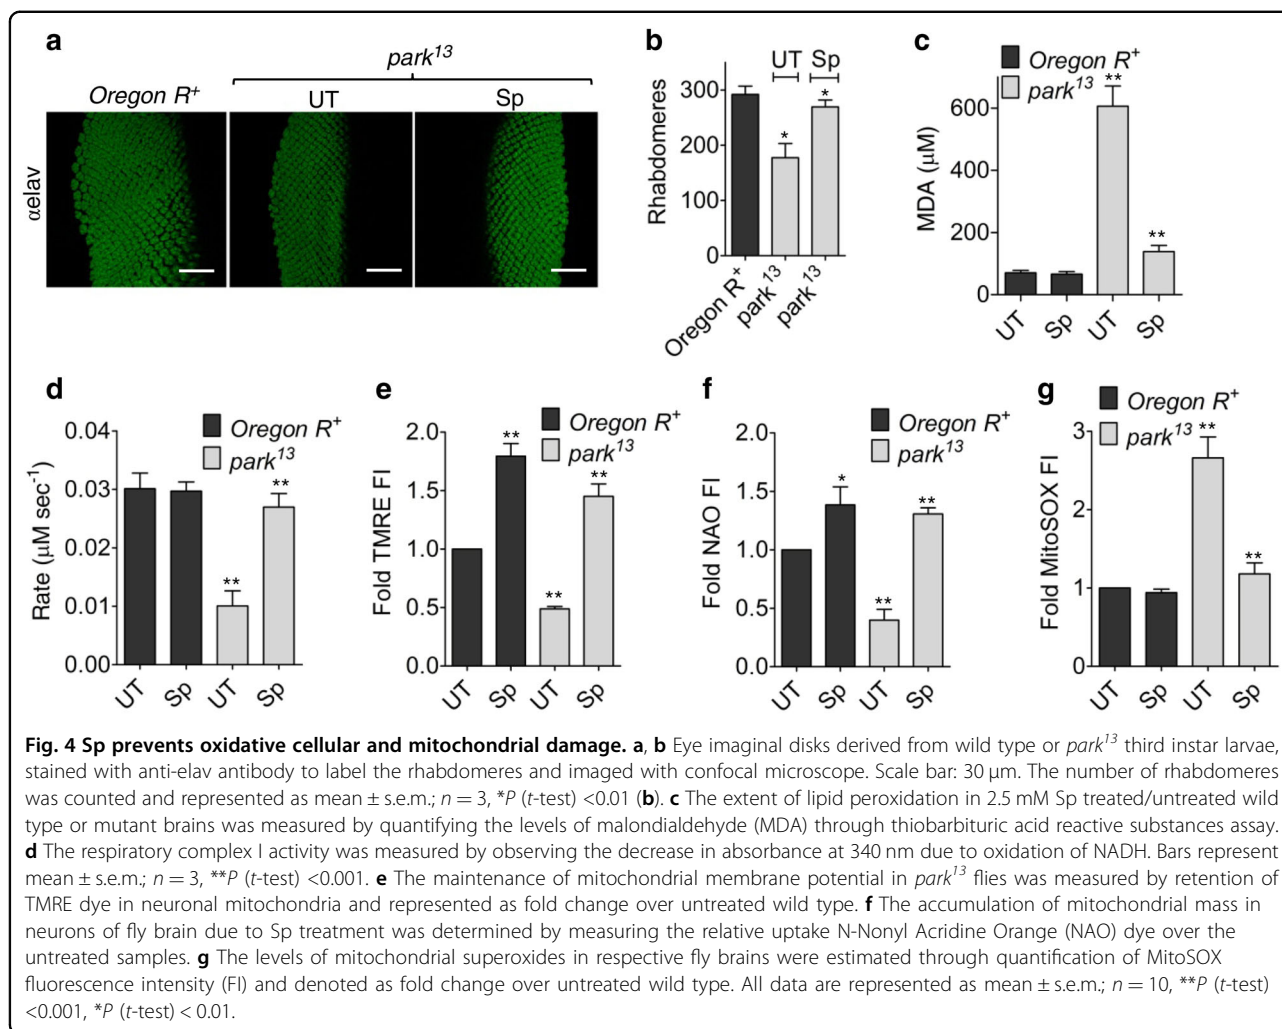 a
park¹³
Oregon R⁺ UT Sp
αelav
b
UT Sp
Rhabdomeres
300
200
100
0
* *
Oregon R⁺ park¹³ park¹³
c
Oregon R⁺
park¹³
MDA (μM)
600
400
200
0
** **
UT Sp UT Sp
d
Oregon R⁺
park¹³
Rate (μM sec⁻¹)
0.04
0.03
0.02
0.01
0.00
** **
UT Sp UT Sp
e
Oregon R⁺
park¹³
Fold TMRE FI
2.0
1.5
1.0
0.5
0.0
** ** **
UT Sp UT Sp
f
Oregon R⁺
park¹³
Fold NAO FI
2.0
1.5
1.0
0.5
0.0
* ** **
UT Sp UT Sp
g
Oregon R⁺
park¹³
Fold MitoSOX FI
3
2
1
0
** **
UT Sp UT Sp
Fig. 4 Sp prevents oxidative cellular and mitochondrial damage. a, b Eye imaginal disks derived from wild type or park¹³ third instar larvae,
stained with anti-elav antibody to label the rhabdomeres and imaged with confocal microscope. Scale bar: 30 μm. The number of rhabdomeres
was counted and represented as mean ± s.e.m.; n = 3, *P (t-test) <0.01 (b). c The extent of lipid peroxidation in 2.5 mM Sp treated/untreated wild
type or mutant brains was measured by quantifying the levels of malondialdehyde (MDA) through thiobarbituric acid reactive substances assay.
d The respiratory complex I activity was measured by observing the decrease in absorbance at 340 nm due to oxidation of NADH. Bars represent
mean ± s.e.m.; n = 3, **P (t-test) <0.001. e The maintenance of mitochondrial membrane potential in park¹³ flies was measured by retention of
TMRE dye in neuronal mitochondria and represented as fold change over untreated wild type. f The accumulation of mitochondrial mass in
neurons of fly brain due to Sp treatment was determined by measuring the relative uptake N-Nonyl Acridine Orange (NAO) dye over the
untreated samples. g The levels of mitochondrial superoxides in respective fly brains were estimated through quantification of MitoSOX
fluorescence intensity (FI) and denoted as fold change over untreated wild type. All data are represented as mean ± s.e.m.; n = 10, **P (t-test)
<0.001, *P (t-test) < 0.01.